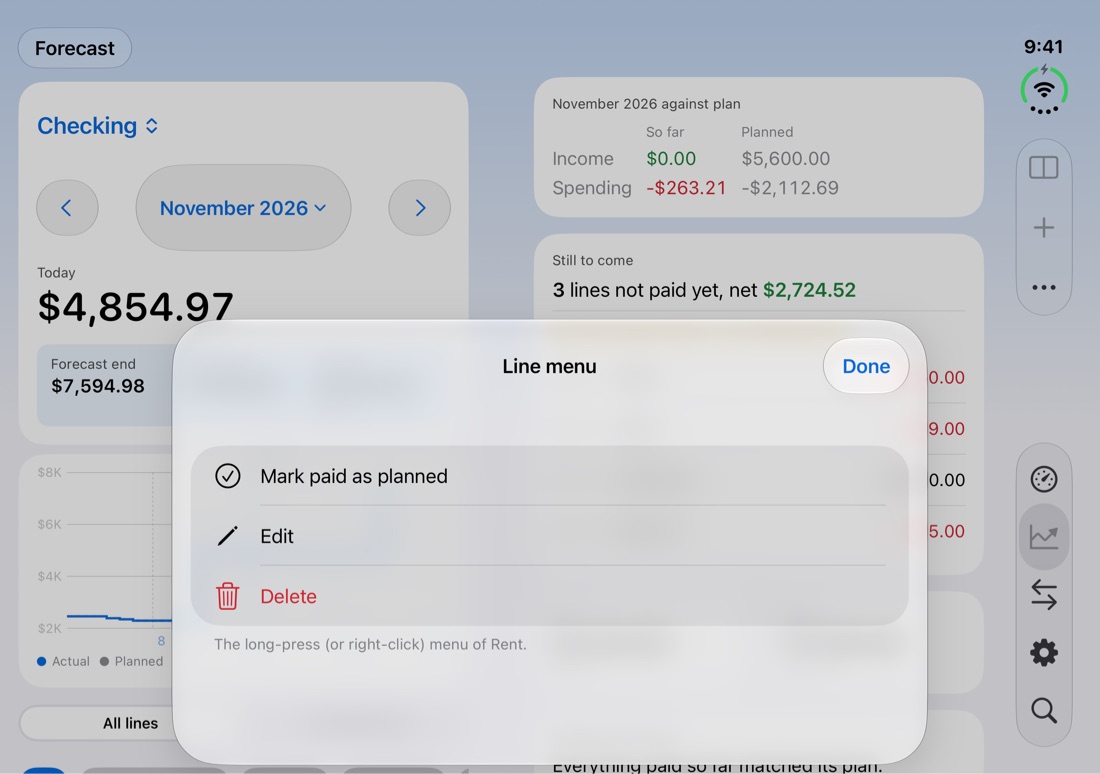 Forecast
9:41
Checking
November 2026
Today
$4,854.97
Forecast end
$7,594.98
$8K
$6K
$4K
$2K
8
Actual
Planned
All lines
November 2026 against plan
So far Planned
Income $0.00 $5,600.00
Spending -$263.21 -$2,112.69
Still to come
3 lines not paid yet, net $2,724.52
0.00
9.00
0.00
5.00
Line menu
Done
Mark paid as planned
Edit
Delete
The long-press (or right-click) menu of Rent.
Everything paid so far matched its plan.